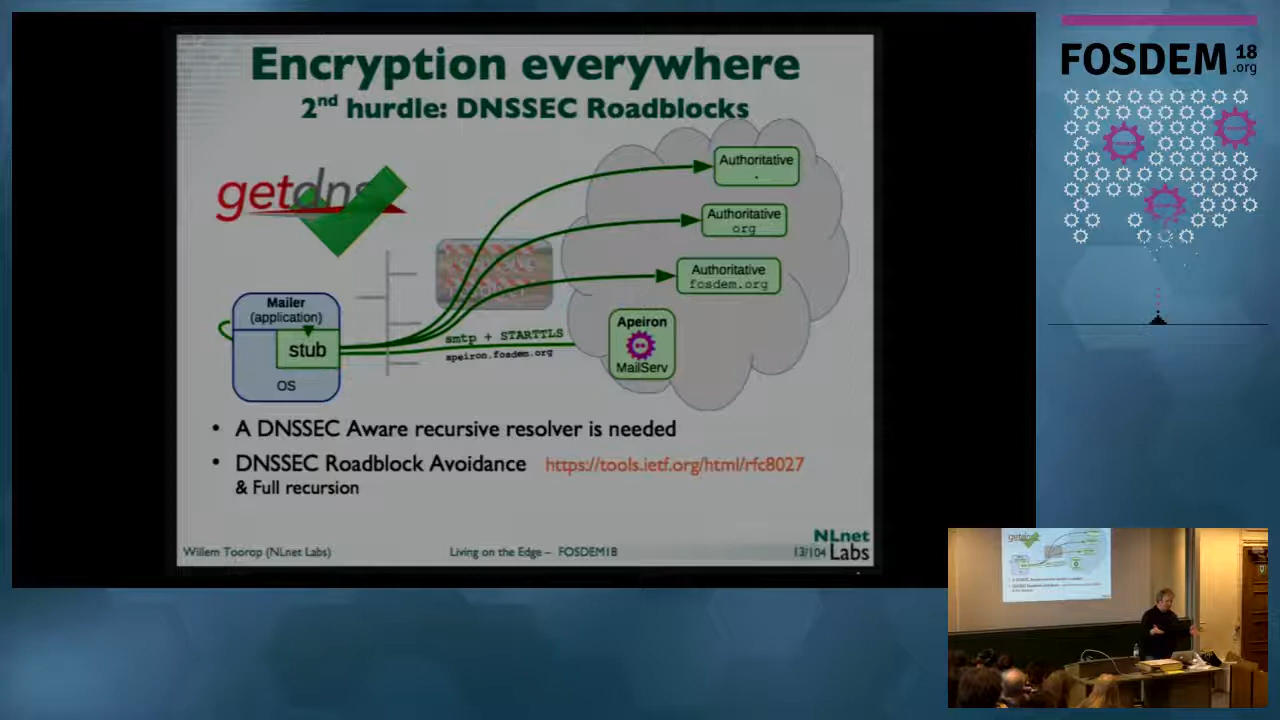 Encryption everywhere
2nd hurdle: DNSSEC Roadblocks
getdns
Authoritative
.
Authoritative
org
Authoritative
fosdem.org
Mailer
(application)
stub
OS
smtp + STARTTLS
apeiron.fosdem.org
Apeiron
MailServ
• A DNSSEC Aware recursive resolver is needed
• DNSSEC Roadblock Avoidance https://tools.ietf.org/html/rfc8027
& Full recursion
Willem Toorop (NLnet Labs)
Living on the Edge – FOSDEM18
13/104
NLnet
Labs
FOSDEM 18
.org